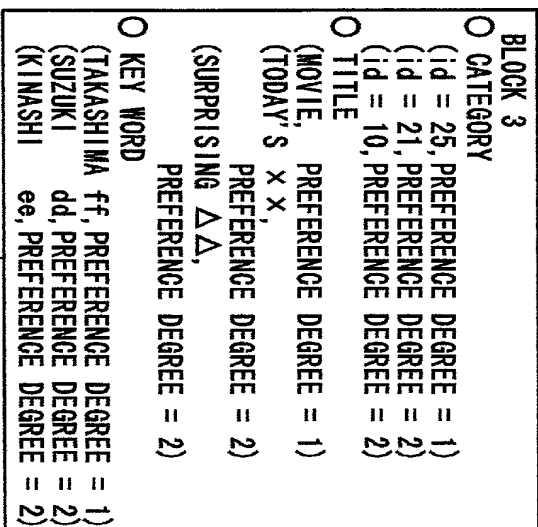 BLOCK 3
○ CATEGORY
(id = 25, PREFERENCE DEGREE = 1)
(id = 21, PREFERENCE DEGREE = 2)
(id = 10, PREFERENCE DEGREE = 2)
○ TITLE
(MOVIE, PREFERENCE DEGREE = 1)
(TODAY'S ××,
PREFERENCE DEGREE = 2)
(SURPRISING △△,
PREFERENCE DEGREE = 2)
○ KEY WORD
(TAKASHIMA ff, PREFERENCE DEGREE = 1)
(SUZUKI dd, PREFERENCE DEGREE = 2)
(KINASHI ee, PREFERENCE DEGREE = 2)